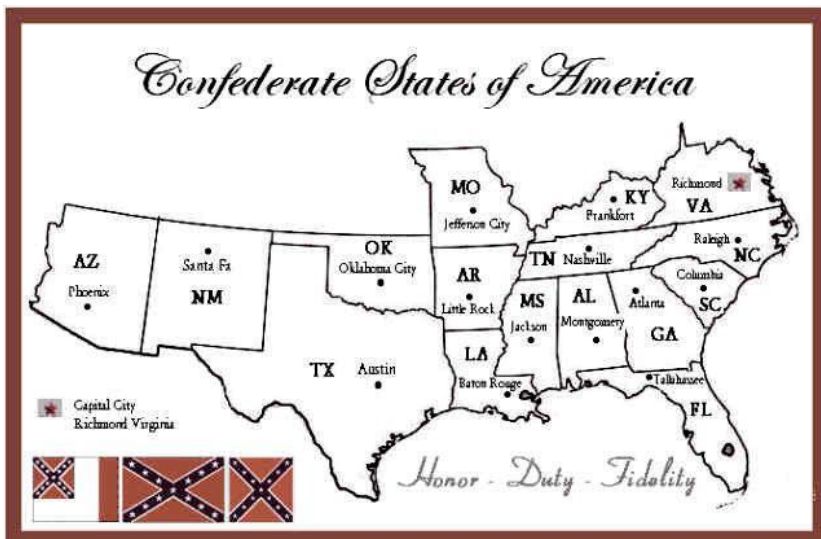 Confederate States of America
MO
Jefferson City
KY
Frankfort
Richmond
VA
AZ
Phoenix
Santa Fa
NM
OK
Oklahoma City
AR
Little Rock
TN
Nashville
Raleigh
NC
Columbia
SC
MS
Jackson
AL
Montgomery
Atlanta
GA
TX
Austin
LA
Baton Rouge
Tallahassee
FL
Capital City
Richmond Virginia
Honor - Duty - Fidelity